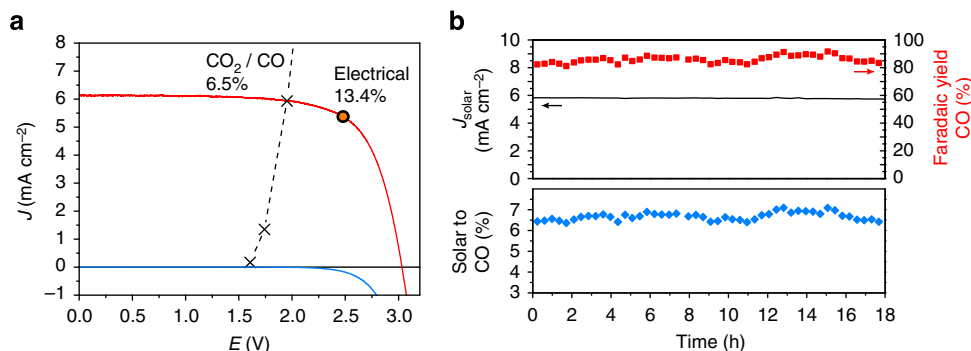 a
8
7
6
5
4
3
2
1
0
−1
J (mA cm⁻²)
CO₂ / CO
6.5%
Electrical
13.4%
0.0 0.5 1.0 1.5 2.0 2.5 3.0
E (V)
b
10
8
6
4
2
0
J_solar
(mA cm⁻²)
100
80
60
40
20
0
Faradaic yield
CO (%)
7
6
5
4
3
Solar to
CO (%)
0 2 4 6 8 10 12 14 16 18
Time (h)